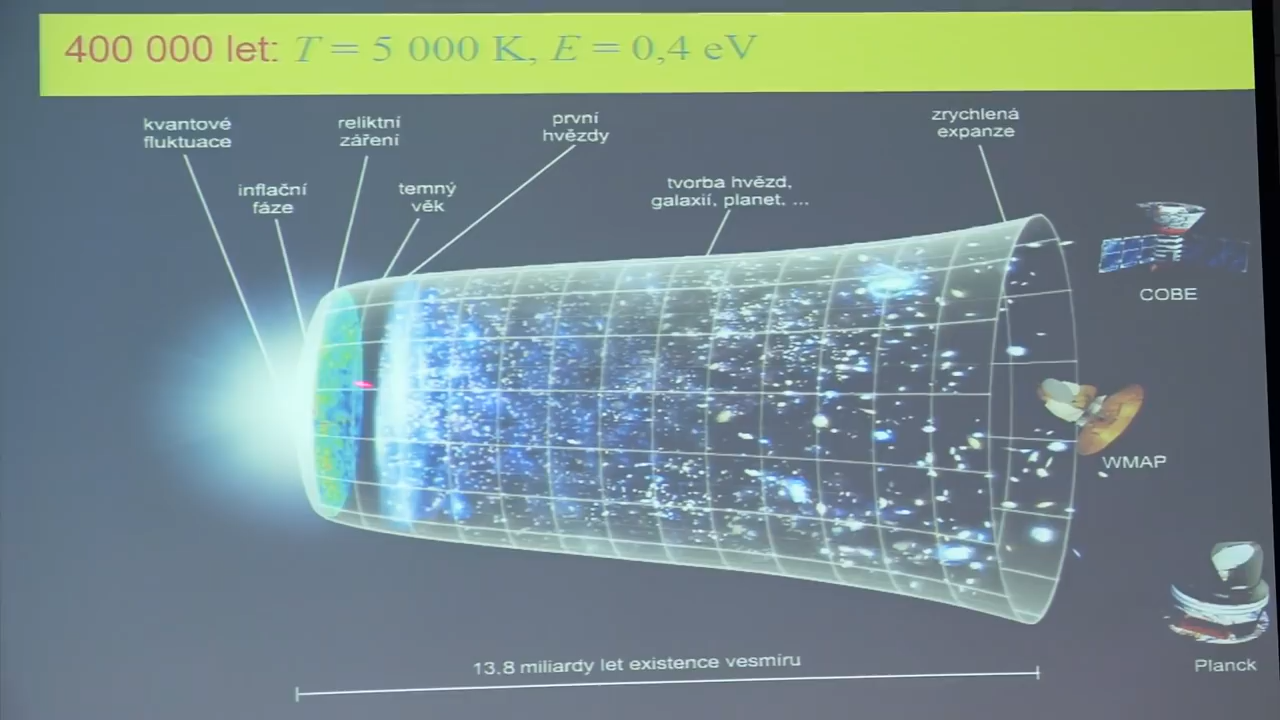 400 000 let: T = 5 000 K, E = 0,4 eV
kvantové
fluktuace
inflační
fáze
reliktní
záření
temný
věk
první
hvězdy
tvorba hvězd,
galaxií, planet, ...
zrychlená
expanze
COBE
WMAP
Planck
13.8 miliardy let existence vesmíru